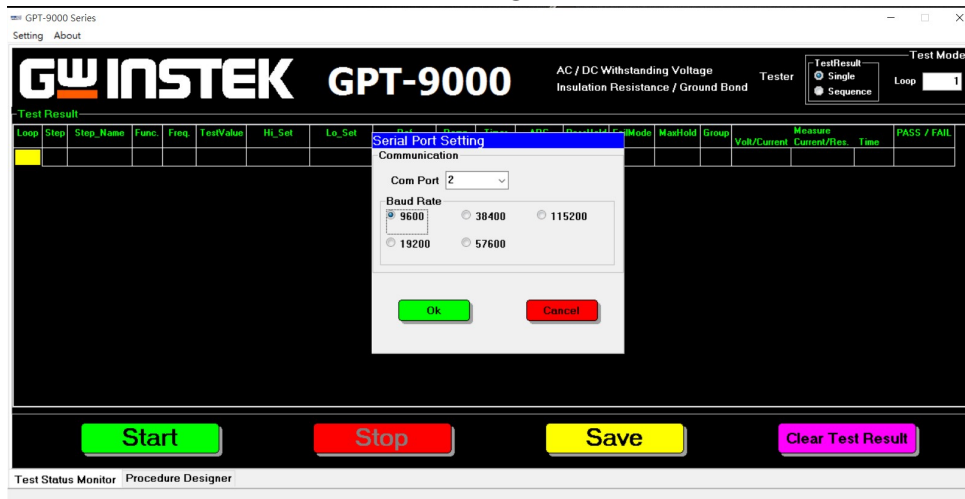 GPT-9000 Series
Setting About
GW INSTEK GPT-9000
AC / DC Withstanding Voltage
Insulation Resistance / Ground Bond
Tester
TestResult
Single
Sequence
Test Mode
Loop 1
Test Result
Loop Step Step_Name Func. Freq. TestValue Hi_Set Lo_Set MaxHold Group Measure Volt/Current Current/Res. Time PASS / FAIL
Serial Port Setting
Communication
Com Port 2
Baud Rate
9600 38400 115200
19200 57600
Ok Cancel
Start Stop Save Clear Test Result
Test Status Monitor Procedure Designer